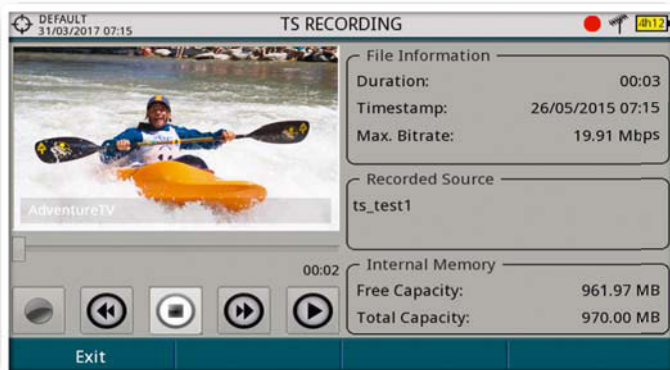 DEFAULT
31/03/2017 07:15
TS RECORDING
4h12
AdventureTV
00:02
File Information
Duration: 00:03
Timestamp: 26/05/2015 07:15
Max. Bitrate: 19.91 Mbps
Recorded Source
ts_test1
Internal Memory
Free Capacity: 961.97 MB
Total Capacity: 970.00 MB
Exit